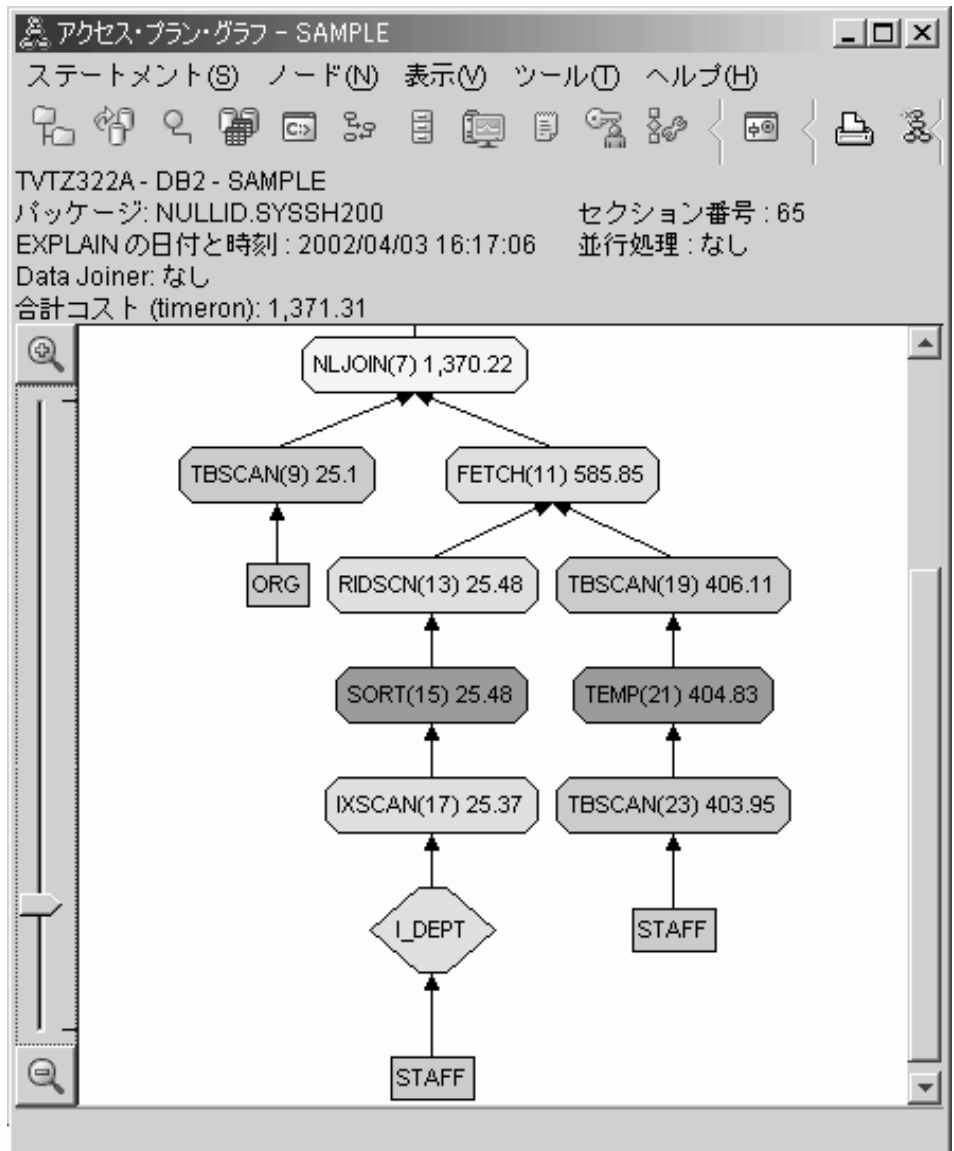 アクセス・プラン・グラフ - SAMPLE
ステートメント(S) ノード(N) 表示(V) ツール(T) ヘルプ(H)
TVTZ322A - DB2 - SAMPLE
パッケージ: NULLID.SYSSH200 セクション番号 : 65
EXPLAIN の日付と時刻 : 2002/04/03 16:17:06 並行処理 : なし
Data Joiner: なし
合計コスト (timeron): 1,371.31
NLJOIN(7) 1,370.22
TBSCAN(9) 25.1 FETCH(11) 585.85
ORG RIDSCN(13) 25.48 TBSCAN(19) 406.11
SORT(15) 25.48 TEMP(21) 404.83
IXSCAN(17) 25.37 TBSCAN(23) 403.95
I_DEPT STAFF
STAFF